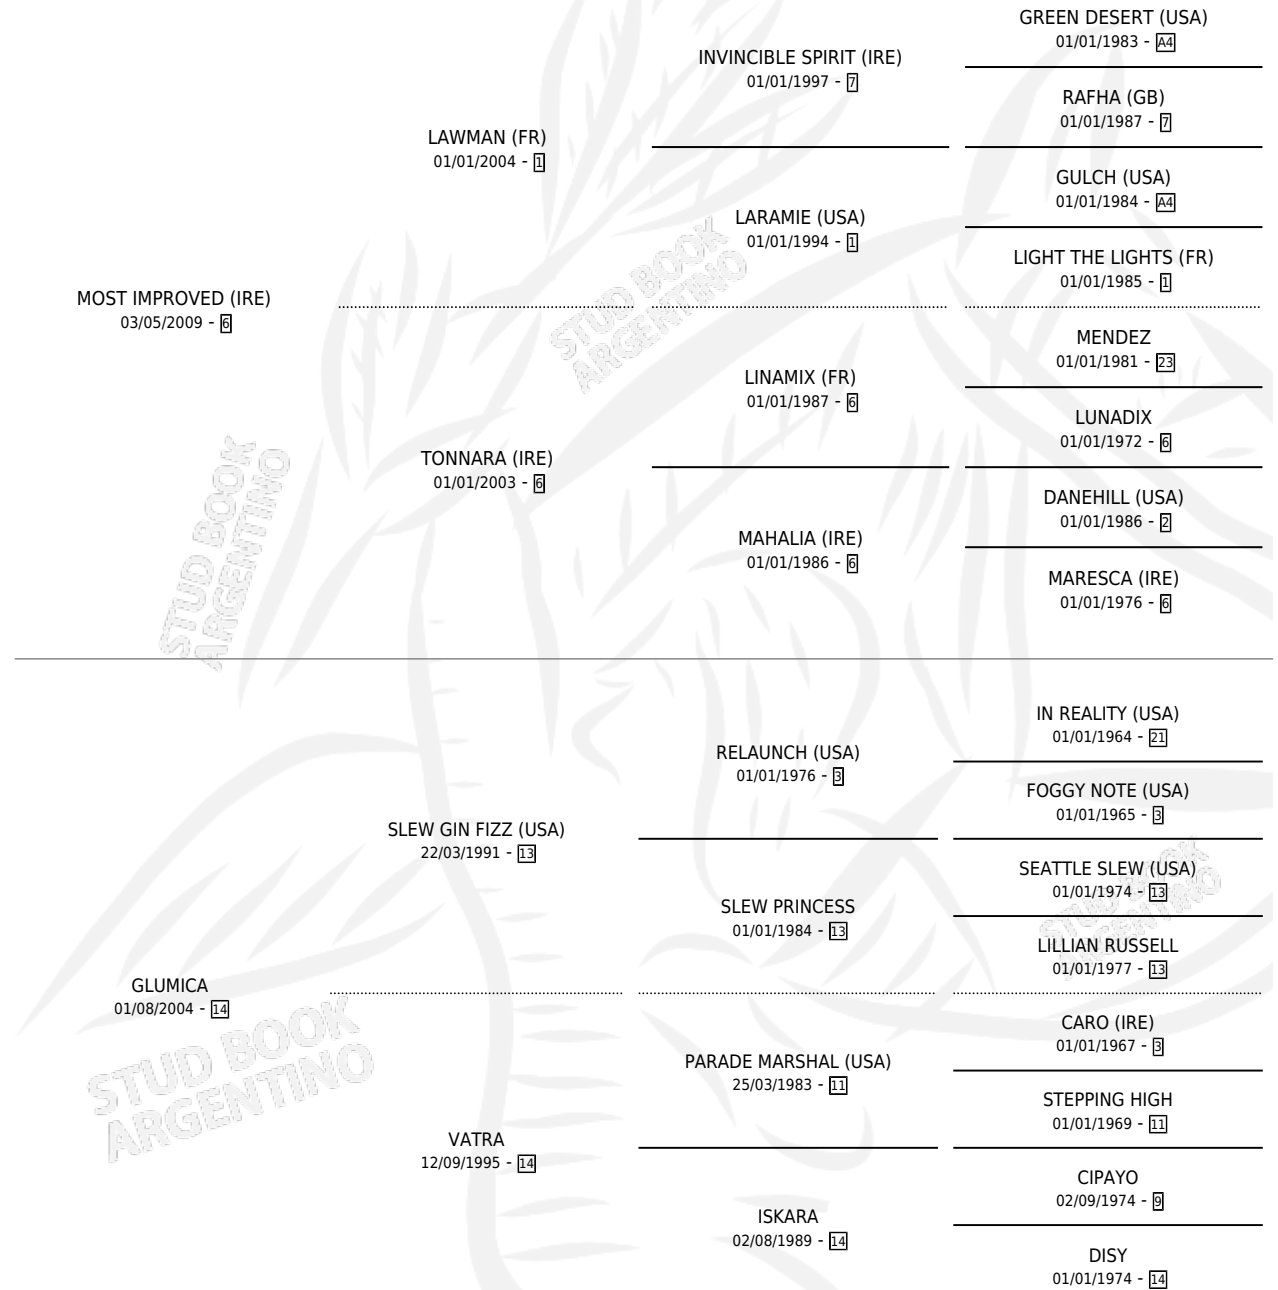 GREEN DESERT (USA)
01/01/1983 - A4
INVINCIBLE SPIRIT (IRE)
01/01/1997 - 7
RAFHA (GB)
01/01/1987 - 7
LAWMAN (FR)
01/01/2004 - 1
GULCH (USA)
01/01/1984 - A4
LARAMIE (USA)
01/01/1994 - 1
LIGHT THE LIGHTS (FR)
01/01/1985 - 1
MOST IMPROVED (IRE)
03/05/2009 - 6
MENDEZ
01/01/1981 - 23
LINAMIX (FR)
01/01/1987 - 6
LUNADIX
01/01/1972 - 6
TONNARA (IRE)
01/01/2003 - 6
DANEHILL (USA)
01/01/1986 - 2
MAHALIA (IRE)
01/01/1986 - 6
MARESCA (IRE)
01/01/1976 - 6
IN REALITY (USA)
01/01/1964 - 21
RELAUNCH (USA)
01/01/1976 - 3
FOGGY NOTE (USA)
01/01/1965 - 3
SLEW GIN FIZZ (USA)
22/03/1991 - 13
SEATTLE SLEW (USA)
01/01/1974 - 13
SLEW PRINCESS
01/01/1984 - 13
LILLIAN RUSSELL
01/01/1977 - 13
GLUMICA
01/08/2004 - 14
CARO (IRE)
01/01/1967 - 3
PARADE MARSHAL (USA)
25/03/1983 - 11
STEPPING HIGH
01/01/1969 - 11
VATRA
12/09/1995 - 14
CIPAYO
02/09/1974 - 9
ISKARA
02/08/1989 - 14
DISY
01/01/1974 - 14
STUD BOOK
ARGENTINO
STUD BOOK
ARGENTINO
STUD BOOK
ARGENTINO
STUD BOOK
ARGENTINO